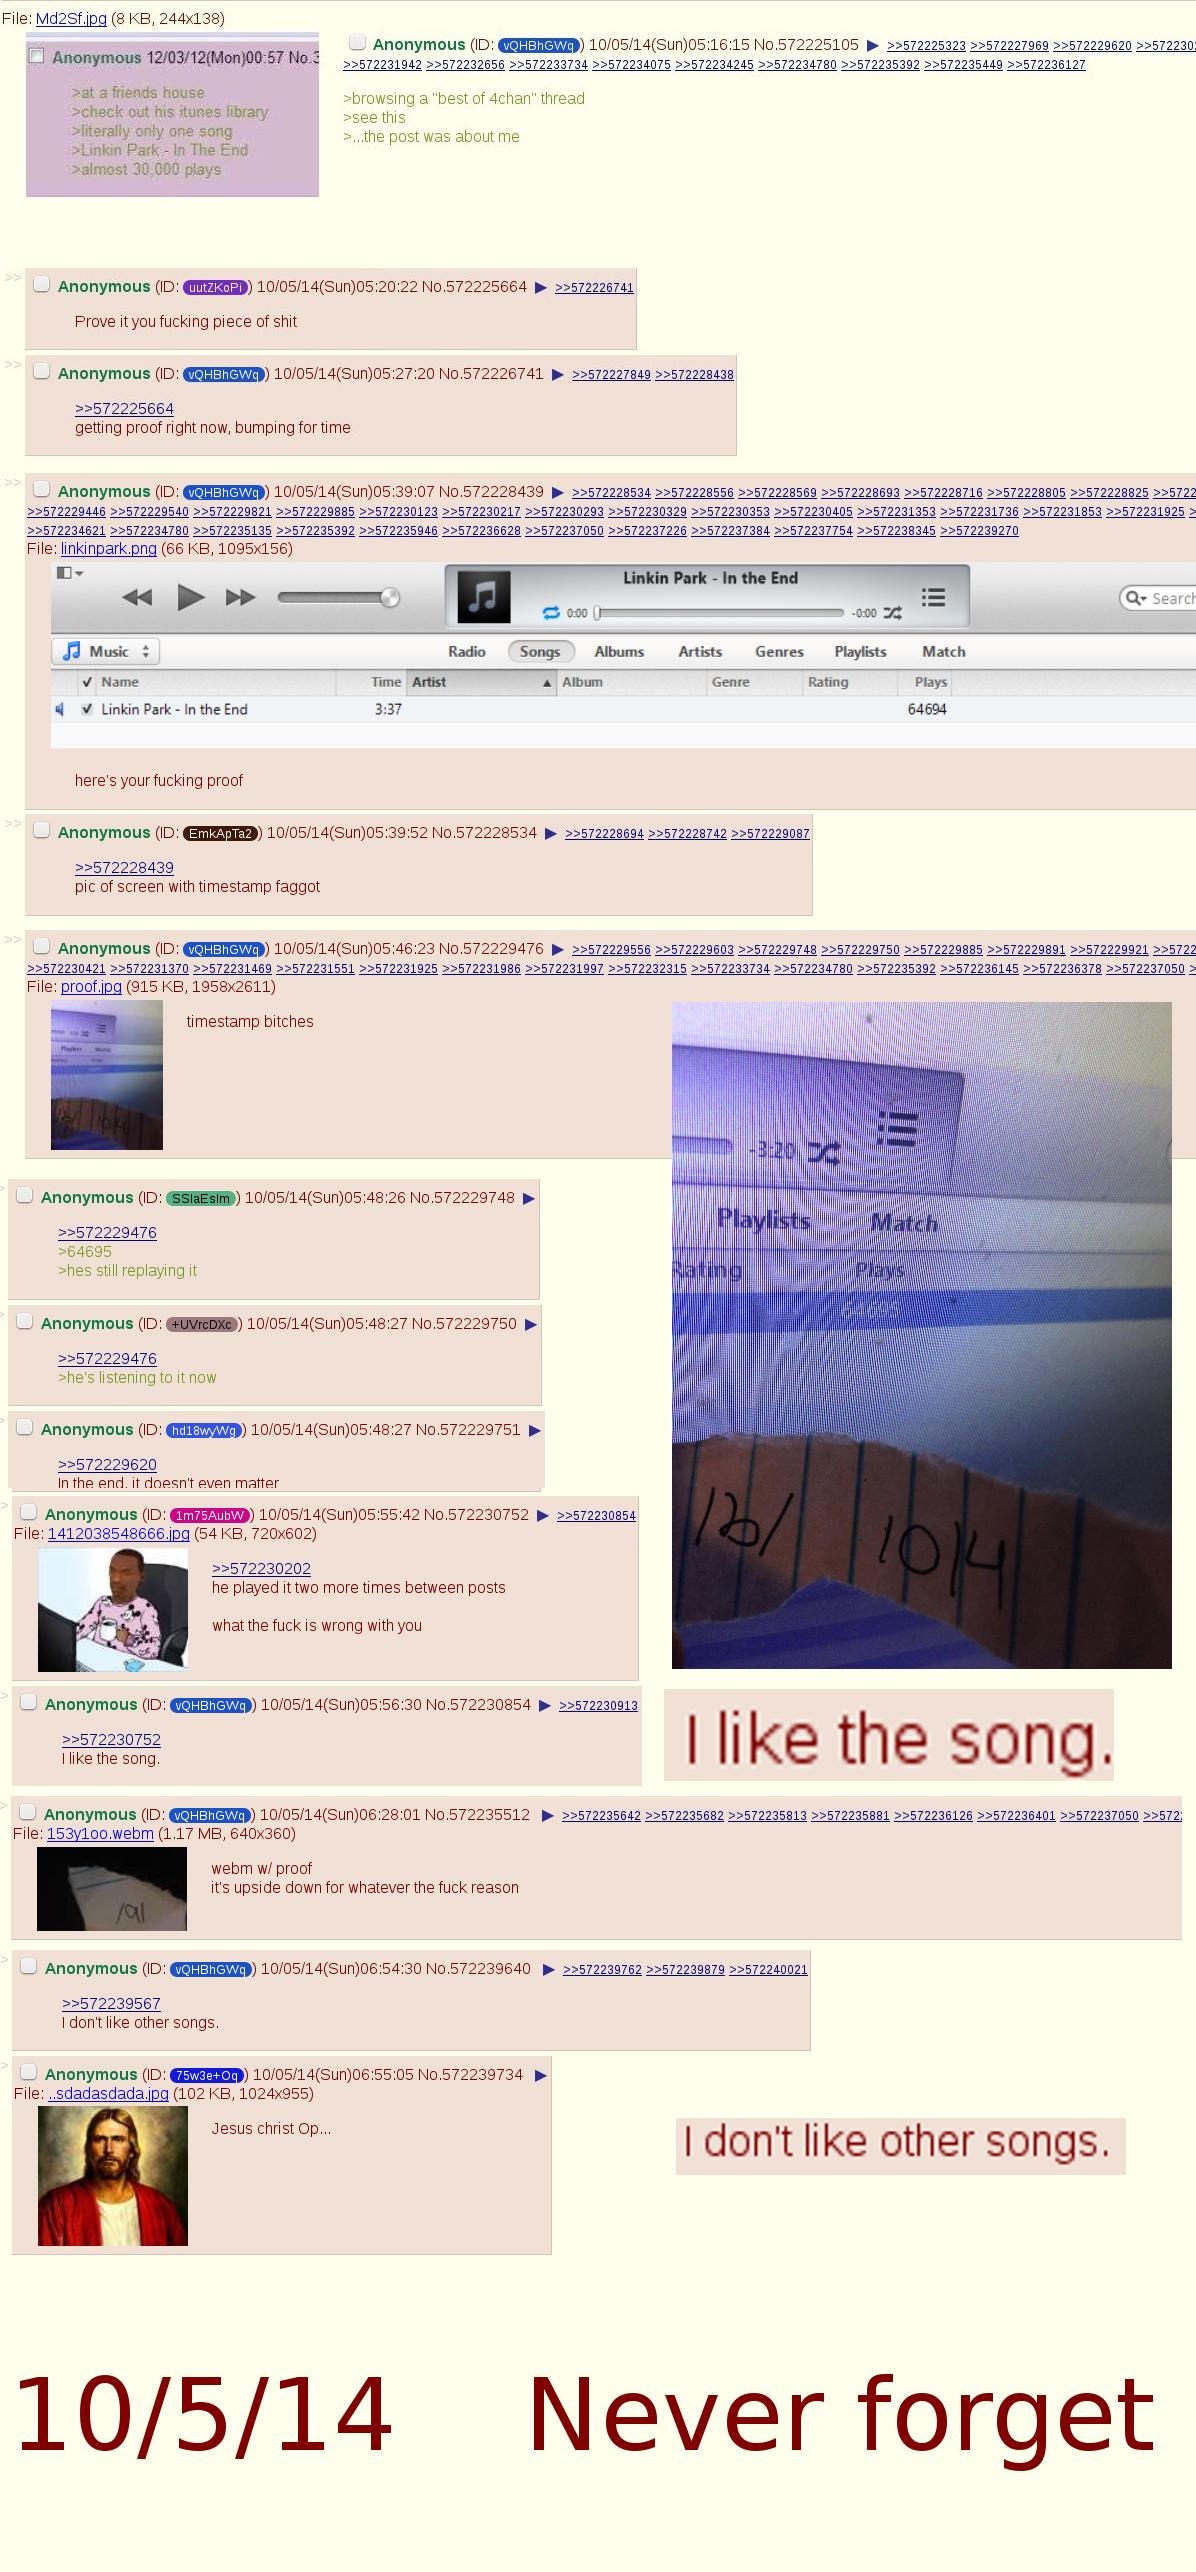 File: Md2Sf.jpg (8 KB, 244x138)
Anonymous 12/03/12(Mon)00:57 No.3
>at a friends house
>check out his itunes library
>literally only one song
>Linkin Park - In The End
>almost 30,000 plays
Anonymous (ID: vQHBhGWq) 10/05/14(Sun)05:16:15 No.572225105 ▶ >>572225323 >>572227969 >>572229620 >>572230
>>572231942 >>572232656 >>572233734 >>572234075 >>572234245 >>572234780 >>572235392 >>572235449 >>572236127
>browsing a "best of 4chan" thread
>see this
>...the post was about me
>> Anonymous (ID: uutZKoPi) 10/05/14(Sun)05:20:22 No.572225664 ▶ >>572226741
Prove it you fucking piece of shit
>> Anonymous (ID: vQHBhGWq) 10/05/14(Sun)05:27:20 No.572226741 ▶ >>572227849 >>572228438
>>572225664
getting proof right now, bumping for time
>> Anonymous (ID: vQHBhGWq) 10/05/14(Sun)05:39:07 No.572228439 ▶ >>572228534 >>572228556 >>572228569 >>572228693 >>572228716 >>572228805 >>572228825 >>572
>>572229446 >>572229540 >>572229821 >>572229885 >>572230123 >>572230217 >>572230293 >>572230329 >>572230353 >>572230405 >>572231353 >>572231736 >>572231853 >>572231925 >
>>572234621 >>572234780 >>572235135 >>572235392 >>572235946 >>572236628 >>572237050 >>572237226 >>572237384 >>572237754 >>572238345 >>572239270
File: linkinpark.png (66 KB, 1095x156)
Linkin Park - In the End
0:00 -0:00
Search
Music Radio Songs Albums Artists Genres Playlists Match
✓ Name Time Artist Album Genre Rating Plays
✓ Linkin Park - In the End 3:37 64694
here's your fucking proof
>> Anonymous (ID: EmkApTa2) 10/05/14(Sun)05:39:52 No.572228534 ▶ >>572228694 >>572228742 >>572229087
>>572228439
pic of screen with timestamp faggot
>> Anonymous (ID: vQHBhGWq) 10/05/14(Sun)05:46:23 No.572229476 ▶ >>572229556 >>572229603 >>572229748 >>572229750 >>572229885 >>572229891 >>572229921 >>572
>>572230421 >>572231370 >>572231469 >>572231551 >>572231925 >>572231986 >>572231997 >>572232315 >>572233734 >>572234780 >>572235392 >>572236145 >>572236378 >>572237050 >
File: proof.jpg (915 KB, 1958x2611)
timestamp bitches
-3:20
Playlists Match
Rating Plays
64695
/b/ 10/4
Anonymous (ID: SSIaEsIm) 10/05/14(Sun)05:48:26 No.572229748 ▶
>>572229476
>64695
>hes still replaying it
Anonymous (ID: +UVrcDXc) 10/05/14(Sun)05:48:27 No.572229750 ▶
>>572229476
>he's listening to it now
Anonymous (ID: hd18wyWg) 10/05/14(Sun)05:48:27 No.572229751 ▶
>>572229620
In the end, it doesn't even matter
> Anonymous (ID: 1m75AubW) 10/05/14(Sun)05:55:42 No.572230752 ▶ >>572230854
File: 1412038548666.jpg (54 KB, 720x602)
>>572230202
he played it two more times between posts
what the fuck is wrong with you
> Anonymous (ID: vQHBhGWq) 10/05/14(Sun)05:56:30 No.572230854 ▶ >>572230913
>>572230752
I like the song.
I like the song.
> Anonymous (ID: vQHBhGWq) 10/05/14(Sun)06:28:01 No.572235512 ▶ >>572235642 >>572235682 >>572235813 >>572235881 >>572236126 >>572236401 >>572237050 >>572
File: 153y1oo.webm (1.17 MB, 640x360)
webm w/ proof
it's upside down for whatever the fuck reason
> Anonymous (ID: vQHBhGWq) 10/05/14(Sun)06:54:30 No.572239640 ▶ >>572239762 >>572239879 >>572240021
>>572239567
I don't like other songs.
> Anonymous (ID: 75w3e+Oq) 10/05/14(Sun)06:55:05 No.572239734 ▶
File: ..sdadasdada.jpg (102 KB, 1024x955)
Jesus christ Op...
I don't like other songs.
10/5/14 Never forget